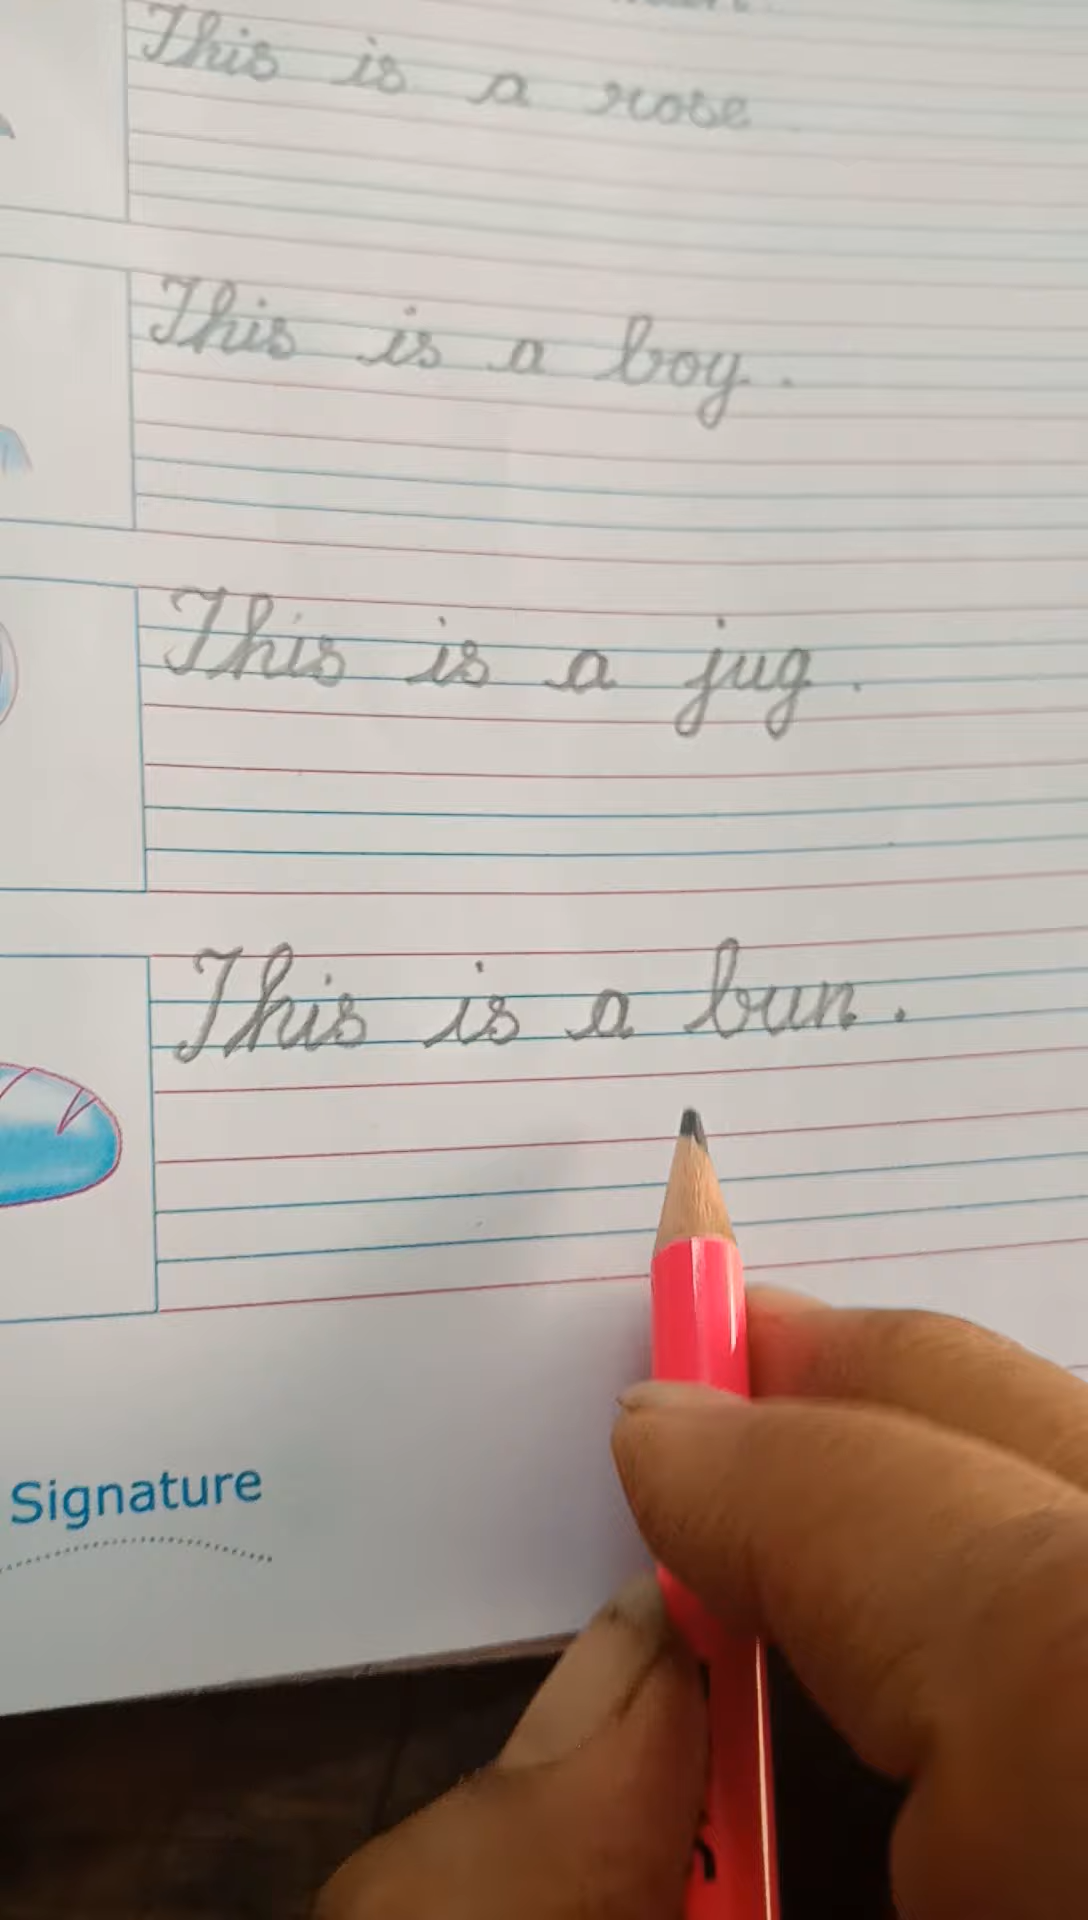 This is a rose
This is a boy.
This is a jug.
This is a bun.
Signature